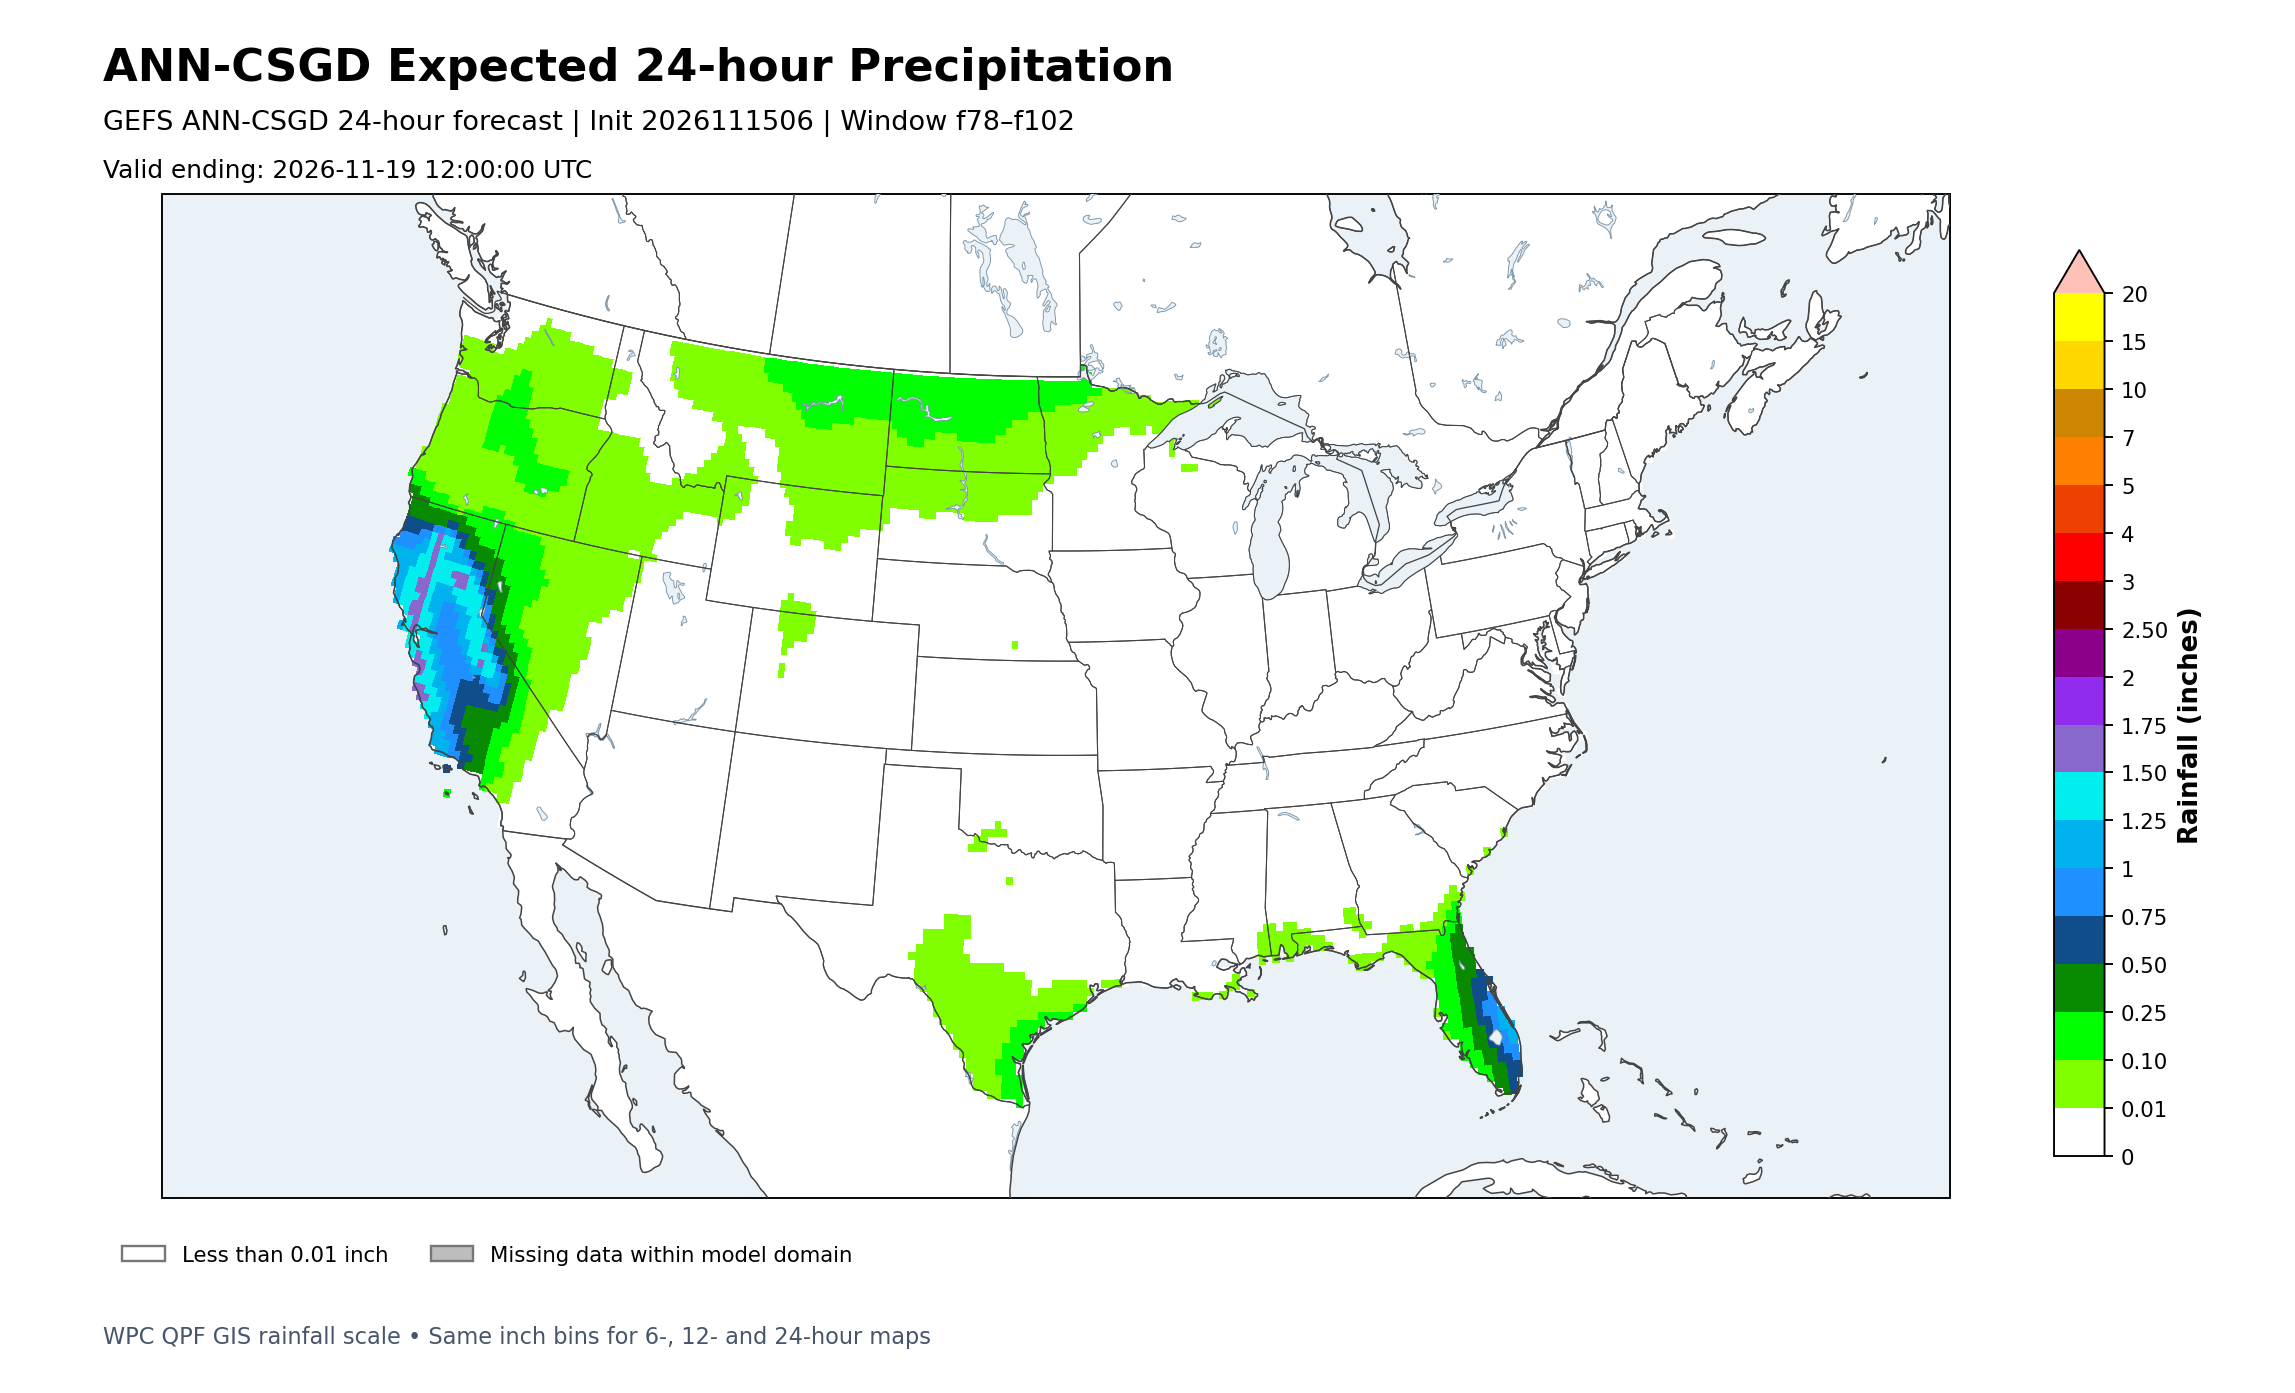 ANN-CSGD Expected 24-hour Precipitation
GEFS ANN-CSGD 24-hour forecast | Init 2026111506 | Window f78–f102
Valid ending: 2026-11-19 12:00:00 UTC
20
15
10
7
5
4
3
2.50
2
1.75
1.50
1.25
1
0.75
0.50
0.25
0.10
0.01
0
Rainfall (inches)
Less than 0.01 inch
Missing data within model domain
WPC QPF GIS rainfall scale • Same inch bins for 6-, 12- and 24-hour maps